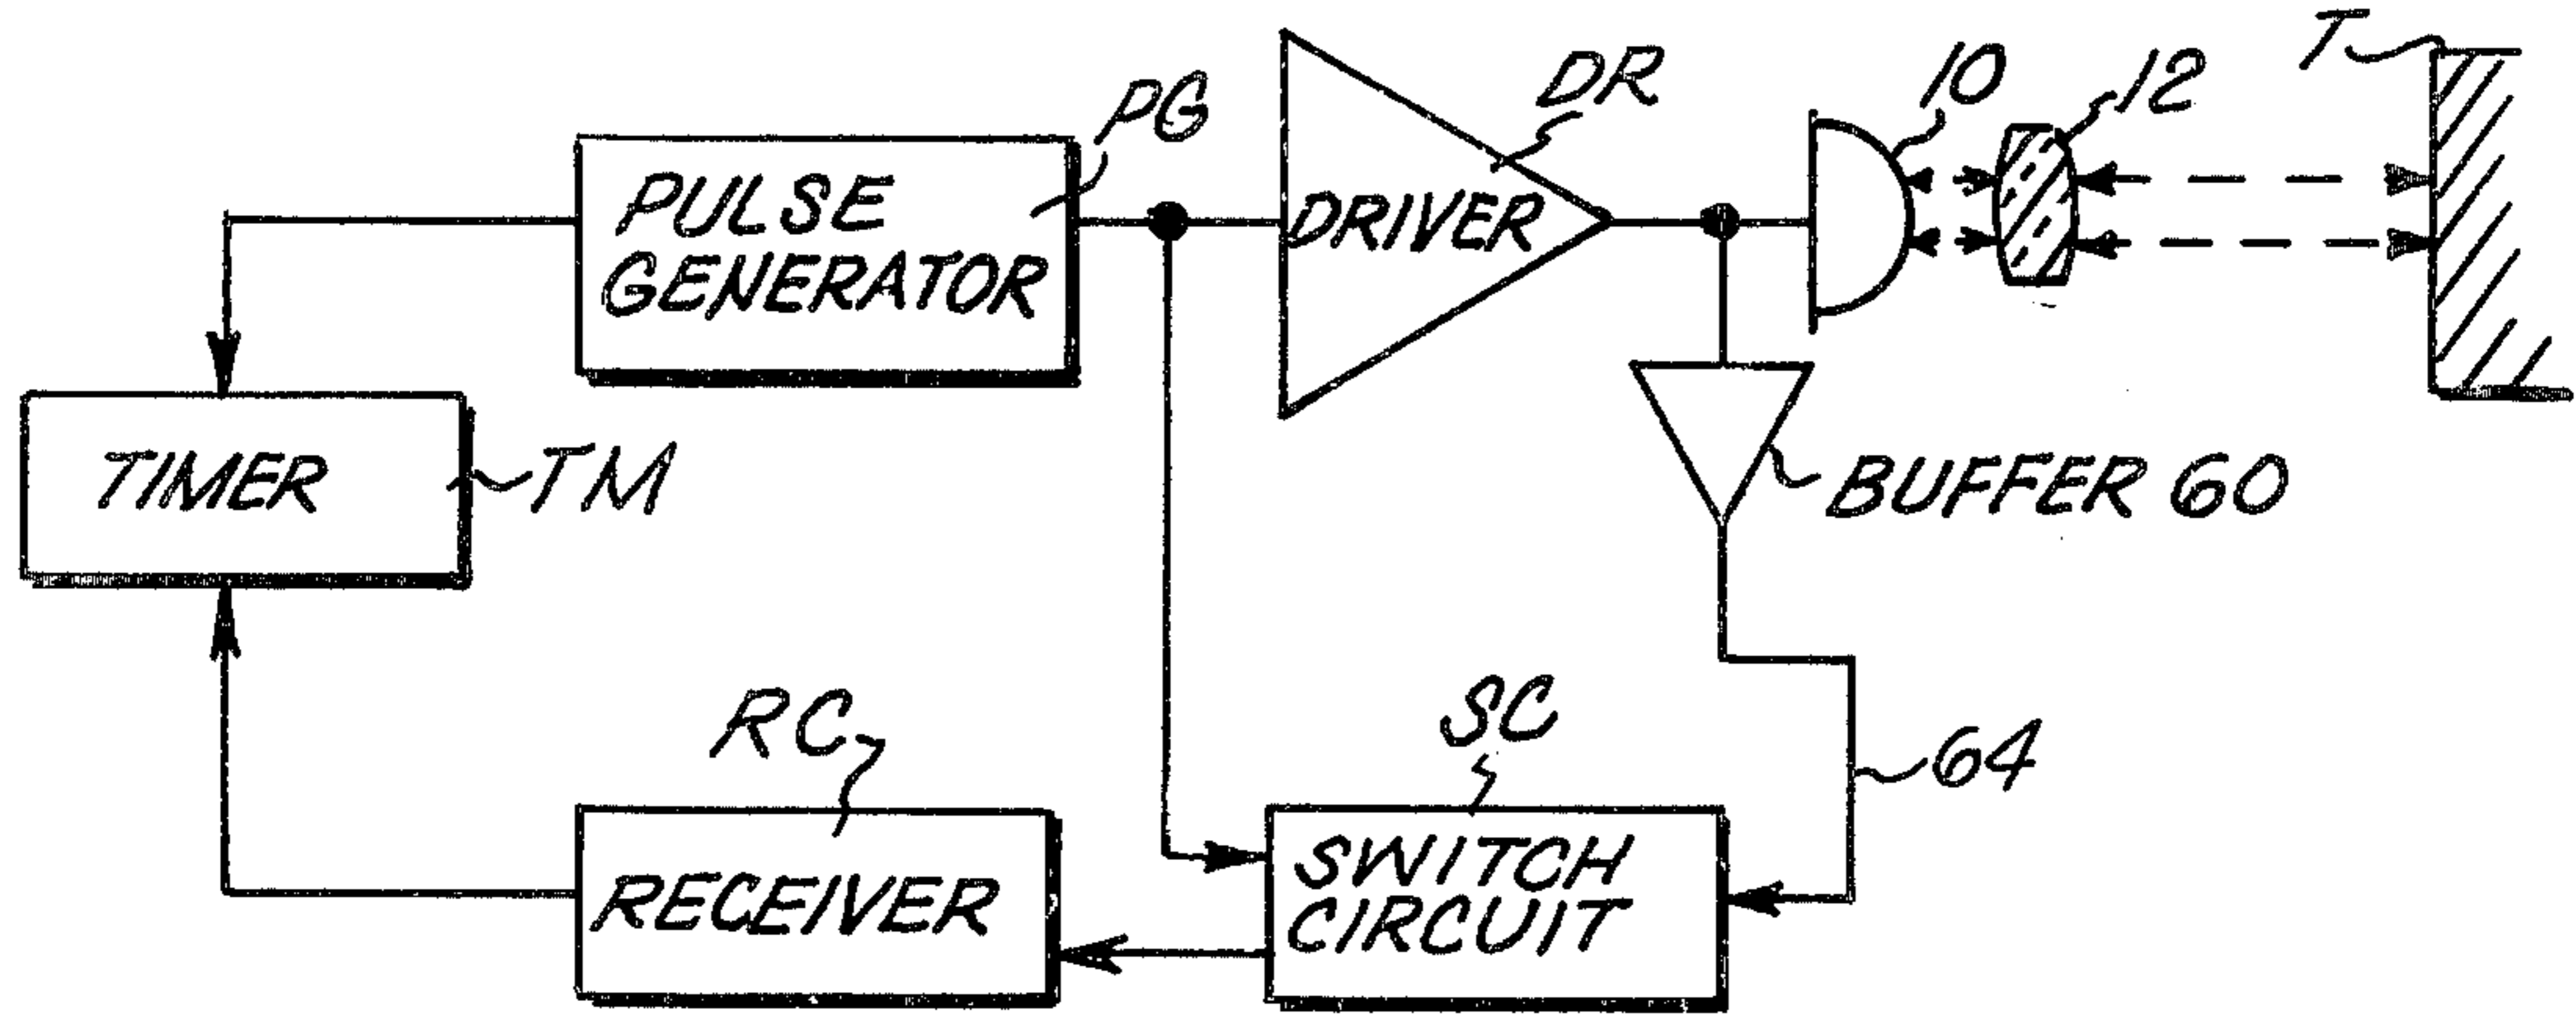 T
DR
10
12
PG
PULSE
GENERATOR
DRIVER
TIMER
TM
BUFFER 60
RC
SC
64
SWITCH
CIRCUIT
RECEIVER